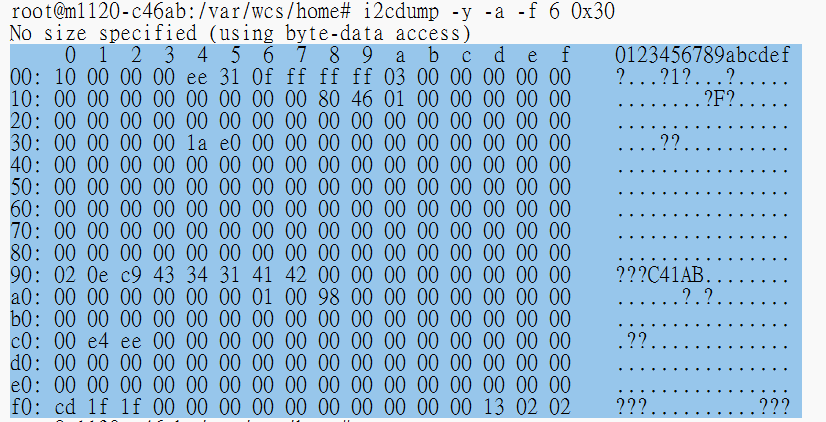 root@m1120-c46ab:/var/wcs/home# i2cdump -y -a -f 6 0x30
No size specified (using byte-data access)
     0  1  2  3  4  5  6  7  8  9  a  b  c  d  e  f    0123456789abcdef
00: 10 00 00 00 ee 31 0f ff ff ff 03 00 00 00 00 00    ?...?1?...?.....
10: 00 00 00 00 00 00 00 00 80 46 01 00 00 00 00 00    ........?F?.....
20: 00 00 00 00 00 00 00 00 00 00 00 00 00 00 00 00    ................
30: 00 00 00 00 1a e0 00 00 00 00 00 00 00 00 00 00    ....??..........
40: 00 00 00 00 00 00 00 00 00 00 00 00 00 00 00 00    ................
50: 00 00 00 00 00 00 00 00 00 00 00 00 00 00 00 00    ................
60: 00 00 00 00 00 00 00 00 00 00 00 00 00 00 00 00    ................
70: 00 00 00 00 00 00 00 00 00 00 00 00 00 00 00 00    ................
80: 00 00 00 00 00 00 00 00 00 00 00 00 00 00 00 00    ................
90: 02 0e c9 43 34 31 41 42 00 00 00 00 00 00 00 00    ???C41AB........
a0: 00 00 00 00 00 00 01 00 98 00 00 00 00 00 00 00    ......?.?.......
b0: 00 00 00 00 00 00 00 00 00 00 00 00 00 00 00 00    ................
c0: 00 e4 ee 00 00 00 00 00 00 00 00 00 00 00 00 00    .??.............
d0: 00 00 00 00 00 00 00 00 00 00 00 00 00 00 00 00    ................
e0: 00 00 00 00 00 00 00 00 00 00 00 00 00 00 00 00    ................
f0: cd 1f 1f 00 00 00 00 00 00 00 00 00 00 13 02 02    ???..........???